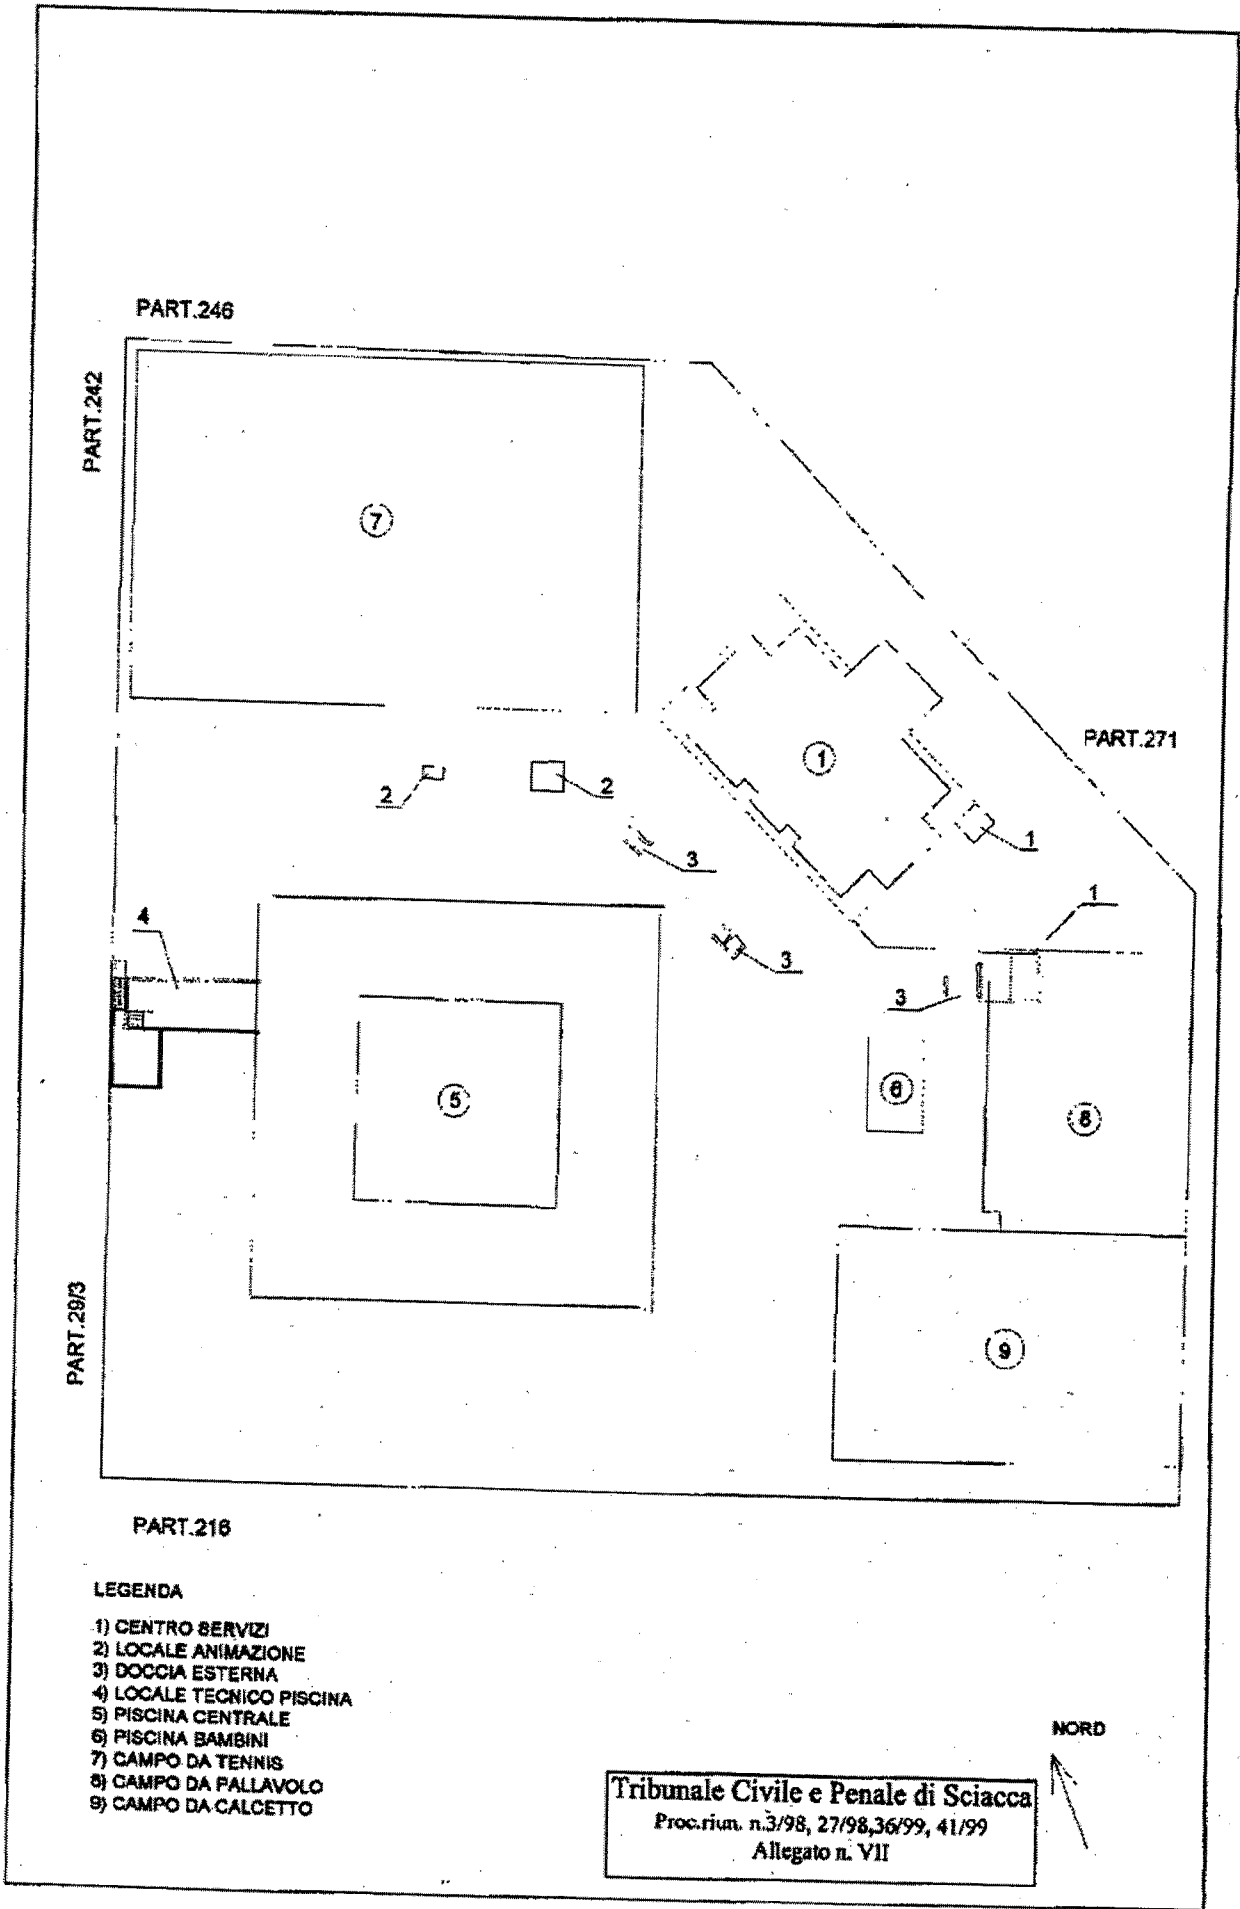 PART.246
PART.242
7
PART.271
1
2
2
1
3
1
4
3
3
5
6
8
PART.29/3
9
PART.216
LEGENDA
1) CENTRO SERVIZI
2) LOCALE ANIMAZIONE
3) DOCCIA ESTERNA
4) LOCALE TECNICO PISCINA
5) PISCINA CENTRALE
6) PISCINA BAMBINI
7) CAMPO DA TENNIS
8) CAMPO DA PALLAVOLO
9) CAMPO DA CALCETTO
NORD
Tribunale Civile e Penale di Sciacca
Proc.riun. n.3/98, 27/98,36/99, 41/99
Allegato n. VII